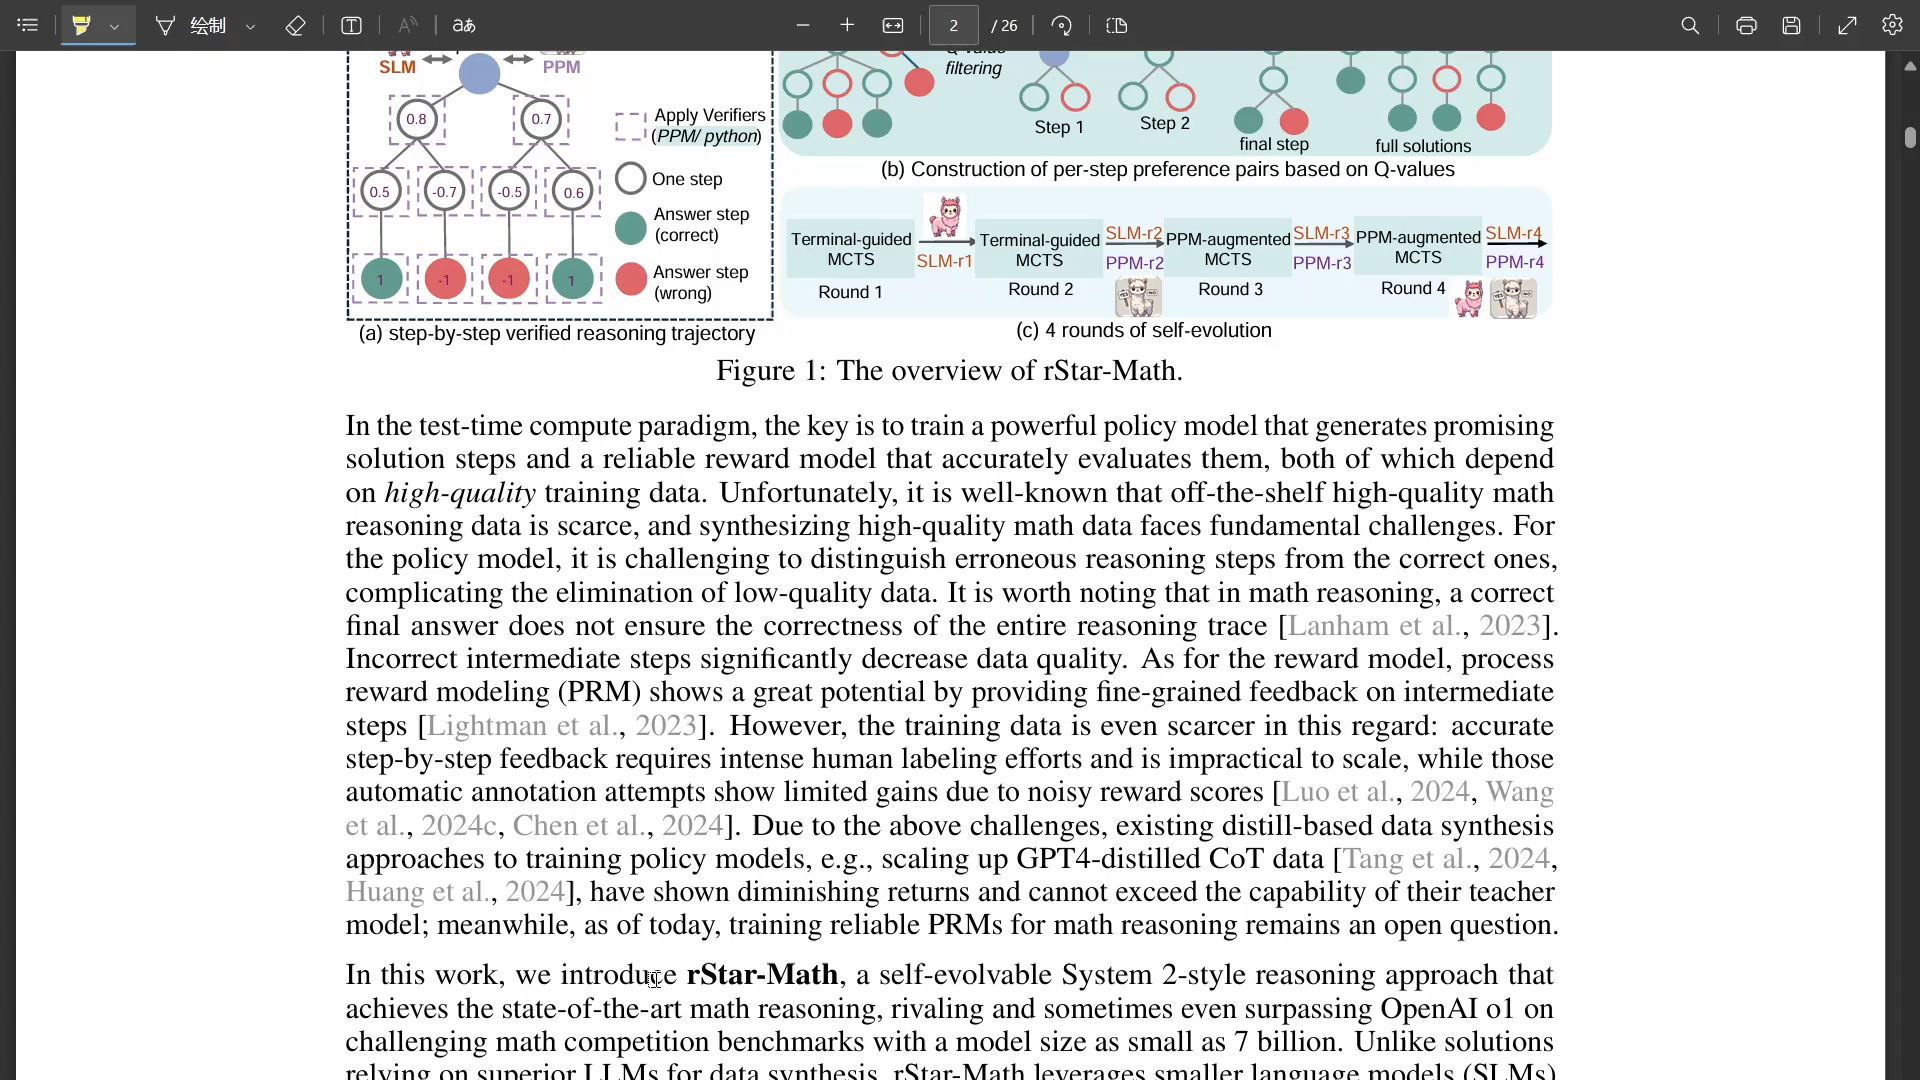 绘制
aあ
2
/ 26
SLM
PPM
0.8
0.7
0.5
-0.7
-0.5
0.6
1
-1
-1
1
Apply Verifiers
(PPM/ python)
One step
Answer step
(correct)
Answer step
(wrong)
(a) step-by-step verified reasoning trajectory
filtering
Step 1
Step 2
final step
full solutions
(b) Construction of per-step preference pairs based on Q-values
Terminal-guided
MCTS
Round 1
SLM-r1
Terminal-guided
MCTS
Round 2
SLM-r2
PPM-r2
PPM-augmented
MCTS
Round 3
SLM-r3
PPM-r3
PPM-augmented
MCTS
Round 4
SLM-r4
PPM-r4
(c) 4 rounds of self-evolution
Figure 1: The overview of rStar-Math.
In the test-time compute paradigm, the key is to train a powerful policy model that generates promising
solution steps and a reliable reward model that accurately evaluates them, both of which depend
on high-quality training data. Unfortunately, it is well-known that off-the-shelf high-quality math
reasoning data is scarce, and synthesizing high-quality math data faces fundamental challenges. For
the policy model, it is challenging to distinguish erroneous reasoning steps from the correct ones,
complicating the elimination of low-quality data. It is worth noting that in math reasoning, a correct
final answer does not ensure the correctness of the entire reasoning trace [Lanham et al., 2023].
Incorrect intermediate steps significantly decrease data quality. As for the reward model, process
reward modeling (PRM) shows a great potential by providing fine-grained feedback on intermediate
steps [Lightman et al., 2023]. However, the training data is even scarcer in this regard: accurate
step-by-step feedback requires intense human labeling efforts and is impractical to scale, while those
automatic annotation attempts show limited gains due to noisy reward scores [Luo et al., 2024, Wang
et al., 2024c, Chen et al., 2024]. Due to the above challenges, existing distill-based data synthesis
approaches to training policy models, e.g., scaling up GPT4-distilled CoT data [Tang et al., 2024,
Huang et al., 2024], have shown diminishing returns and cannot exceed the capability of their teacher
model; meanwhile, as of today, training reliable PRMs for math reasoning remains an open question.
In this work, we introduce rStar-Math, a self-evolvable System 2-style reasoning approach that
achieves the state-of-the-art math reasoning, rivaling and sometimes even surpassing OpenAI o1 on
challenging math competition benchmarks with a model size as small as 7 billion. Unlike solutions
relying on superior LLMs for data synthesis, rStar-Math leverages smaller language models (SLMs)